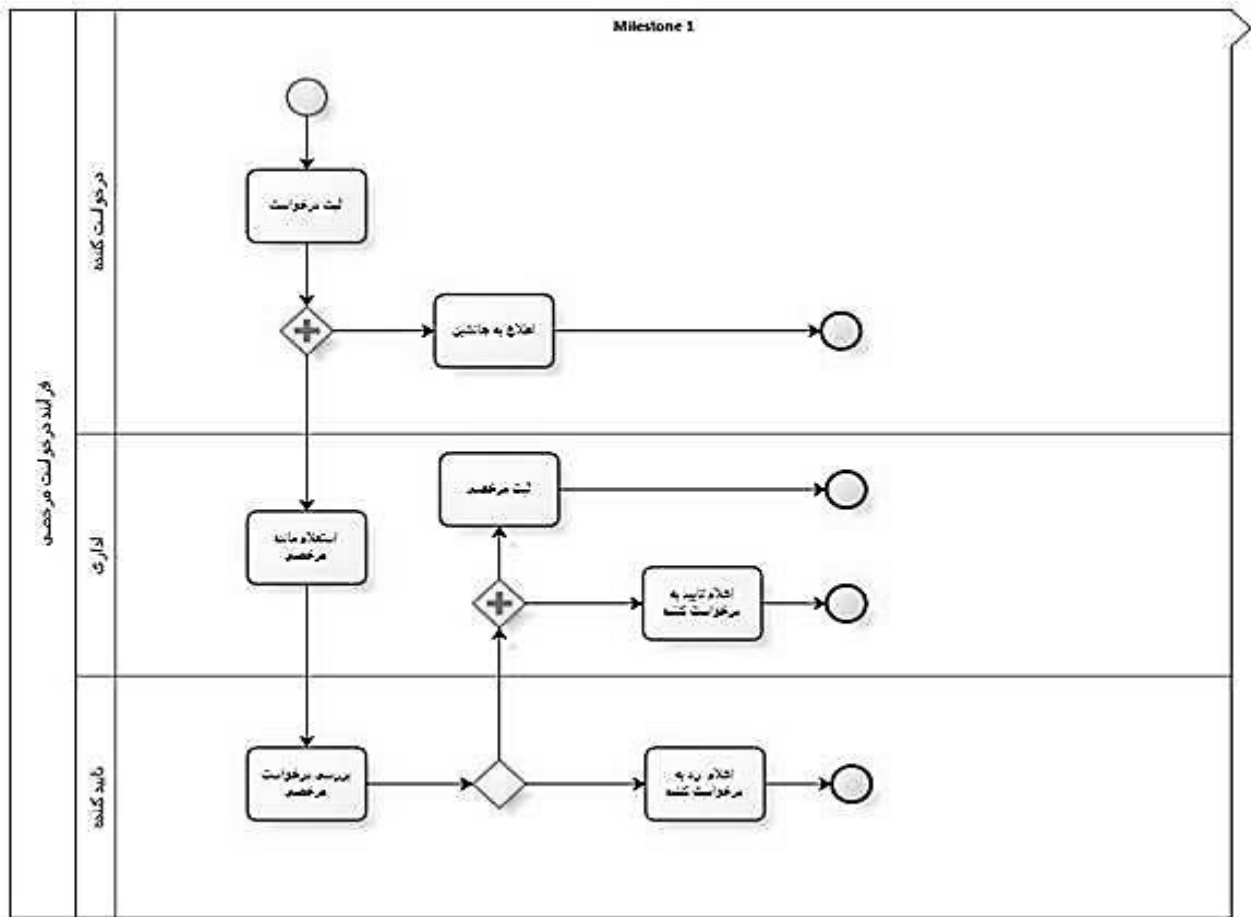 Milestone 1
فرآیند درخواست مرخصی
درخواست کننده
ثبت درخواست
اطلاع به جانشین
اداری
ثبت مرخصی
استعلام مانده
مرخصی
اعلام تایید به
درخواست کننده
تایید کننده
بررسی درخواست
مرخصی
اعلام رد به
درخواست کننده